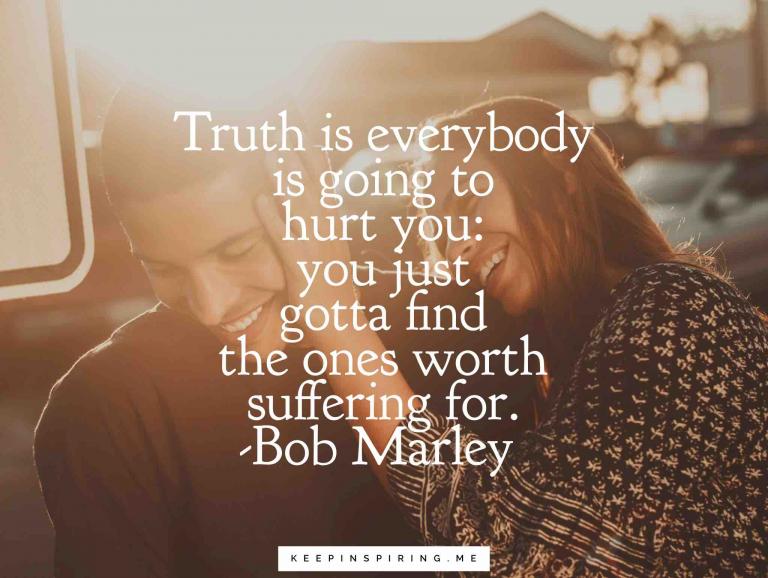 Truth is everybody
is going to
hurt you:
you just
gotta find
the ones worth
suffering for.
-Bob Marley
KEEPINSPIRING.ME